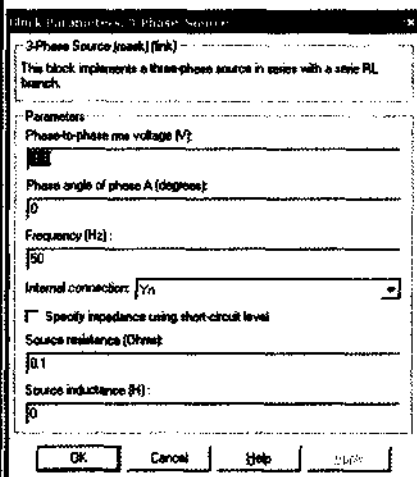 Block Parameters: 3-Phase Source
3-Phase Source (mask) (link)
This block implements a three-phase source in series with a serie RL
branch.
Parameters
Phase-to-phase rms voltage (V):
Phase angle of phase A (degrees):
0
Frequency (Hz) :
50
Internal connection: Yn
Specify impedance using short-circuit level
Source resistance (Ohms):
0.1
Source inductance (H) :
0
OK Cancel Help Apply